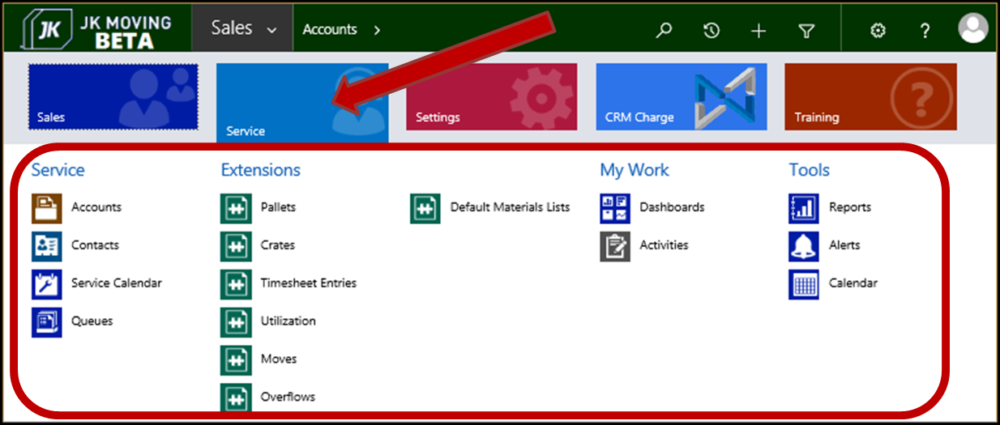 JK
JK MOVING
BETA
Sales
Accounts
?
Sales
Service
Settings
CRM Charge
?
Training
Service
Accounts
Contacts
Service Calendar
Queues
Extensions
Pallets
Crates
Timesheet Entries
Utilization
Moves
Overflows
Default Materials Lists
My Work
Dashboards
Activities
Tools
Reports
Alerts
Calendar